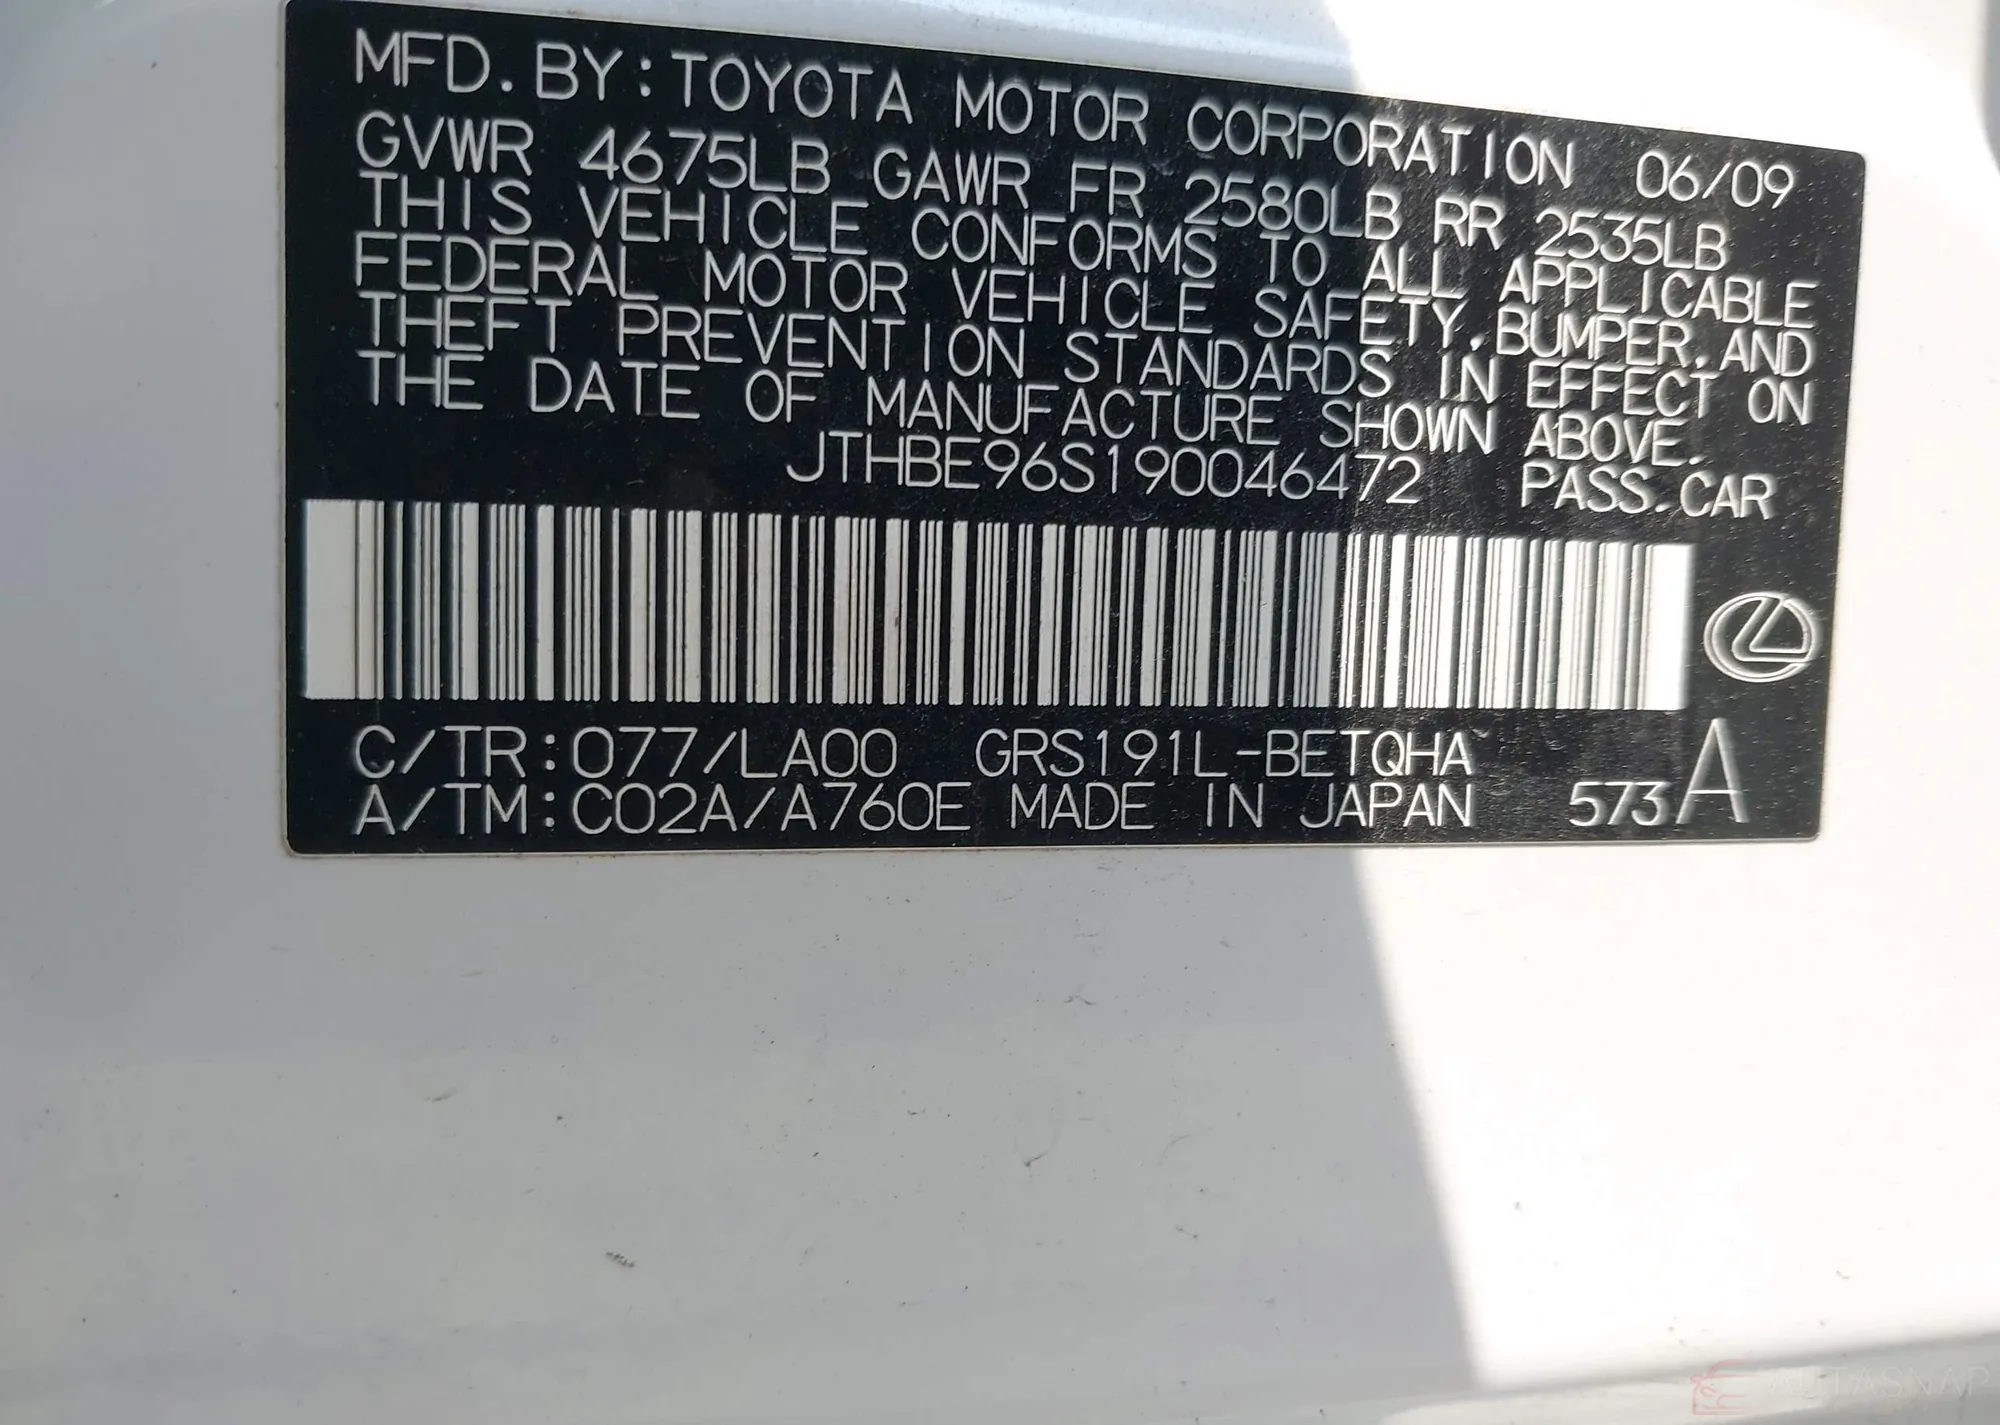 MFD. BY: TOYOTA MOTOR CORPORATION 06/09
GVWR 4675LB GAWR FR 2580LB RR 2535LB
THIS VEHICLE CONFORMS TO ALL APPLICABLE
FEDERAL MOTOR VEHICLE SAFETY, BUMPER, AND
THEFT PREVENTION STANDARDS IN EFFECT ON
THE DATE OF MANUFACTURE SHOWN ABOVE.
JTHBE96S190046472 PASS. CAR
C/TR: 077/LA00 GRS191L-BETQHA
A/TM: C02A/A760E MADE IN JAPAN 573 A
AUTASNAP